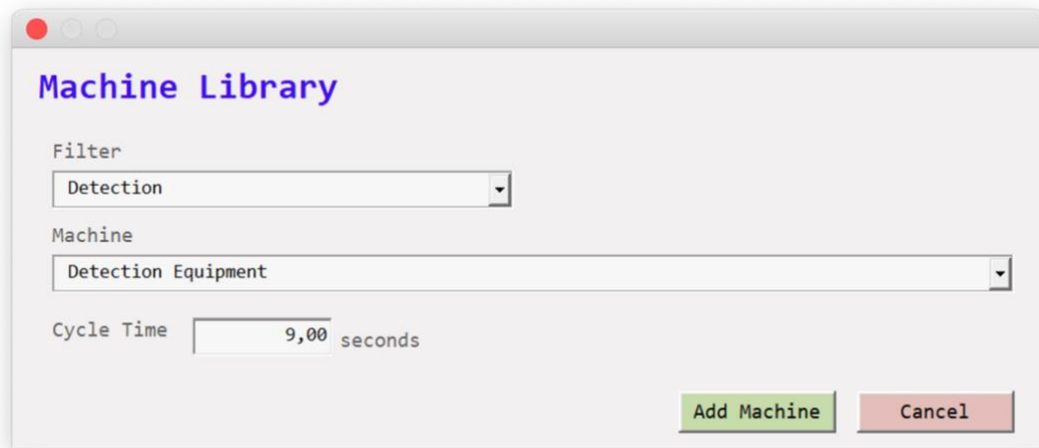 Machine Library
Filter
Detection
Machine
Detection Equipment
Cycle Time 9,00 seconds
Add Machine Cancel